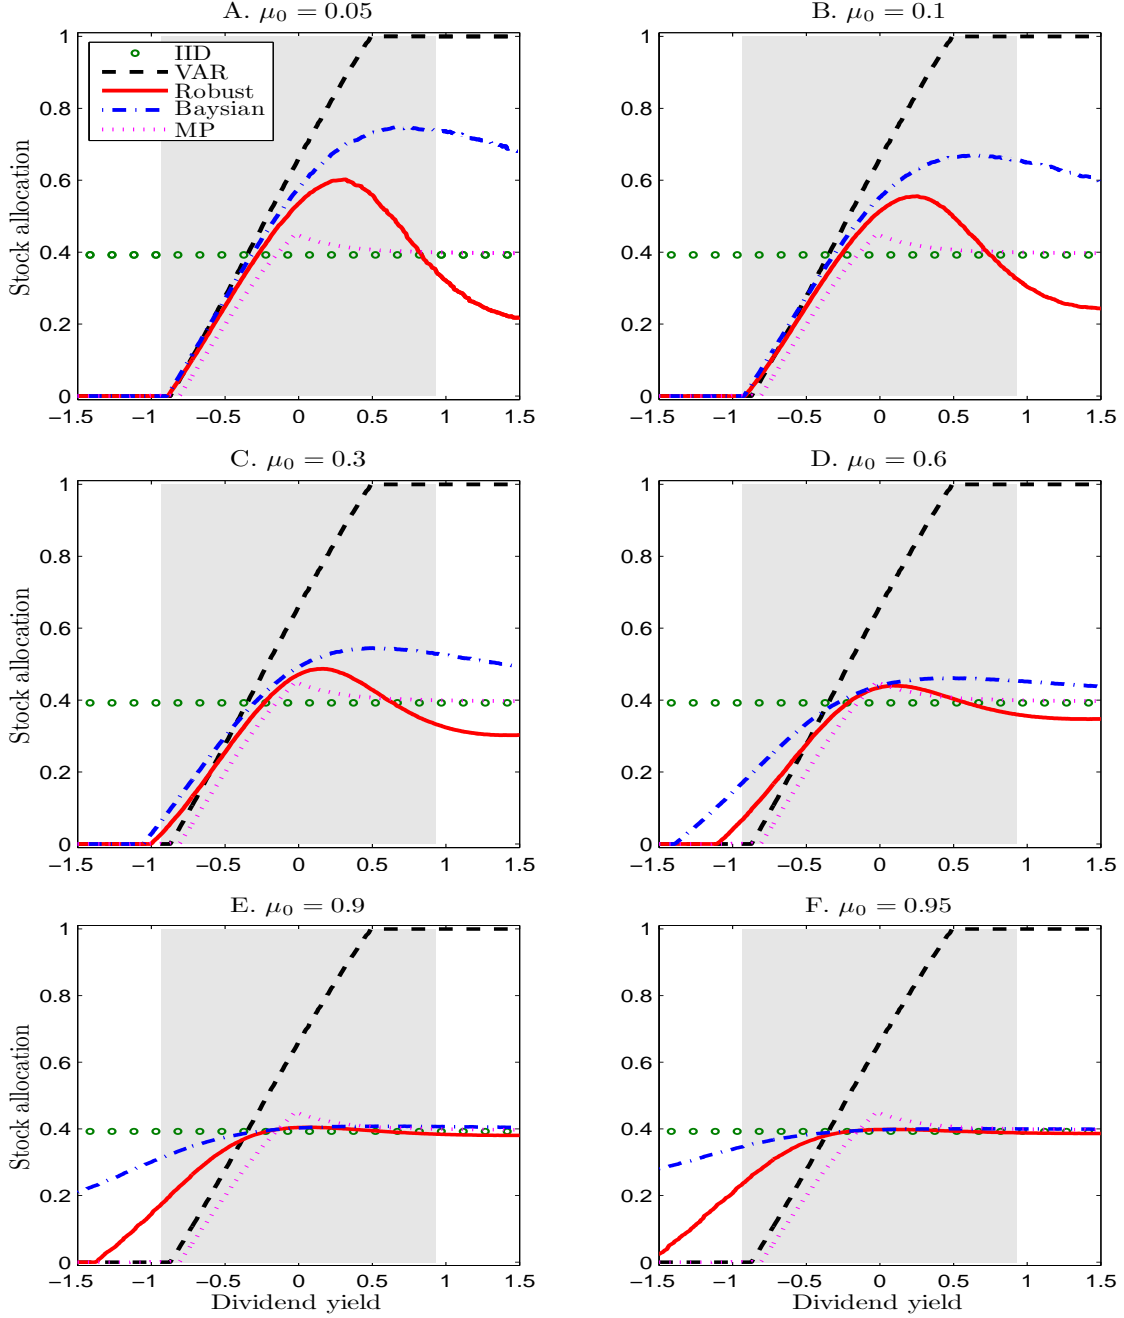 A. μ₀ = 0.05
1
0.8
0.6
0.4
0.2
0
IID
VAR
Robust
Baysian
MP
Stock allocation
−1.5 −1 −0.5 0 0.5 1 1.5
B. μ₀ = 0.1
1
0.8
0.6
0.4
0.2
0
−1.5 −1 −0.5 0 0.5 1 1.5
C. μ₀ = 0.3
1
0.8
0.6
0.4
0.2
0
Stock allocation
−1.5 −1 −0.5 0 0.5 1 1.5
D. μ₀ = 0.6
1
0.8
0.6
0.4
0.2
0
−1.5 −1 −0.5 0 0.5 1 1.5
E. μ₀ = 0.9
1
0.8
0.6
0.4
0.2
0
Stock allocation
−1.5 −1 −0.5 0 0.5 1 1.5
Dividend yield
F. μ₀ = 0.95
1
0.8
0.6
0.4
0.2
0
−1.5 −1 −0.5 0 0.5 1 1.5
Dividend yield